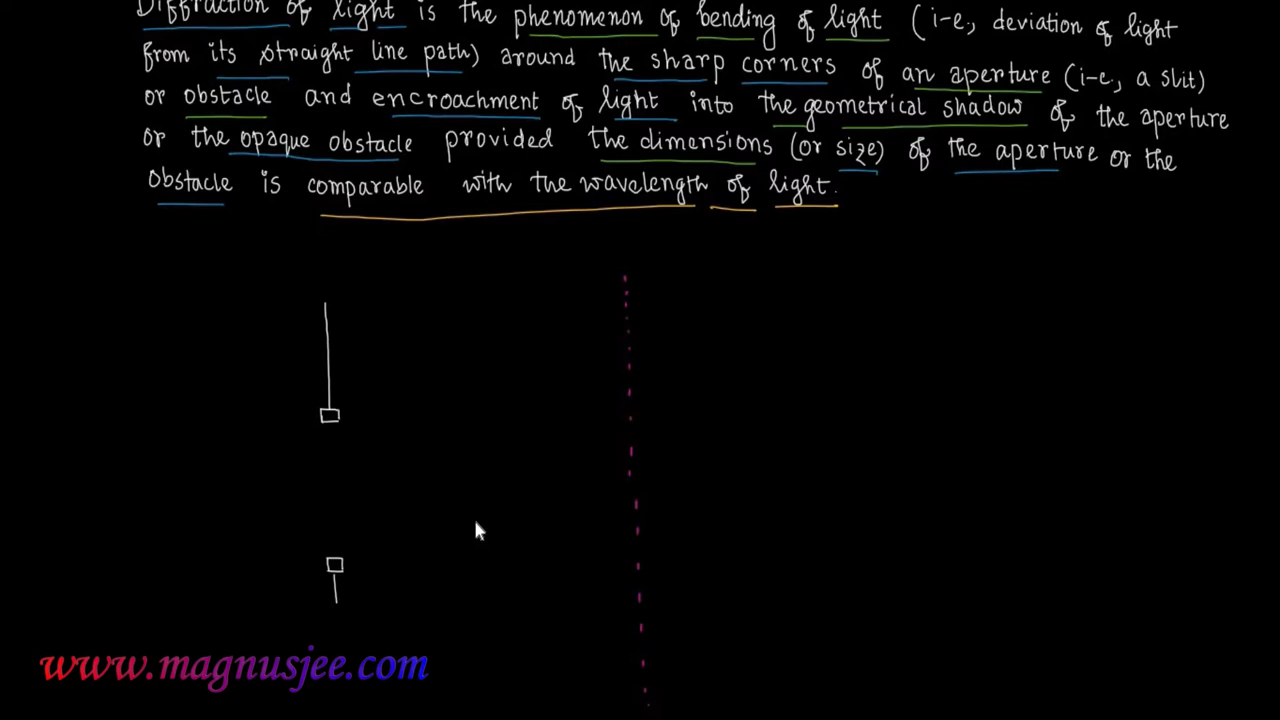 Diffraction of Light is the phenomenon of bending of light (i-e, deviation of light
from its straight line path) around the sharp corners of an aperture (i-e., a slit)
or obstacle and encroachment of light into the geometrical shadow of the aperture
or the opaque obstacle provided the dimensions (or size) of the aperture or the
obstacle is comparable with the wavelength of light.
www.magnusjee.com